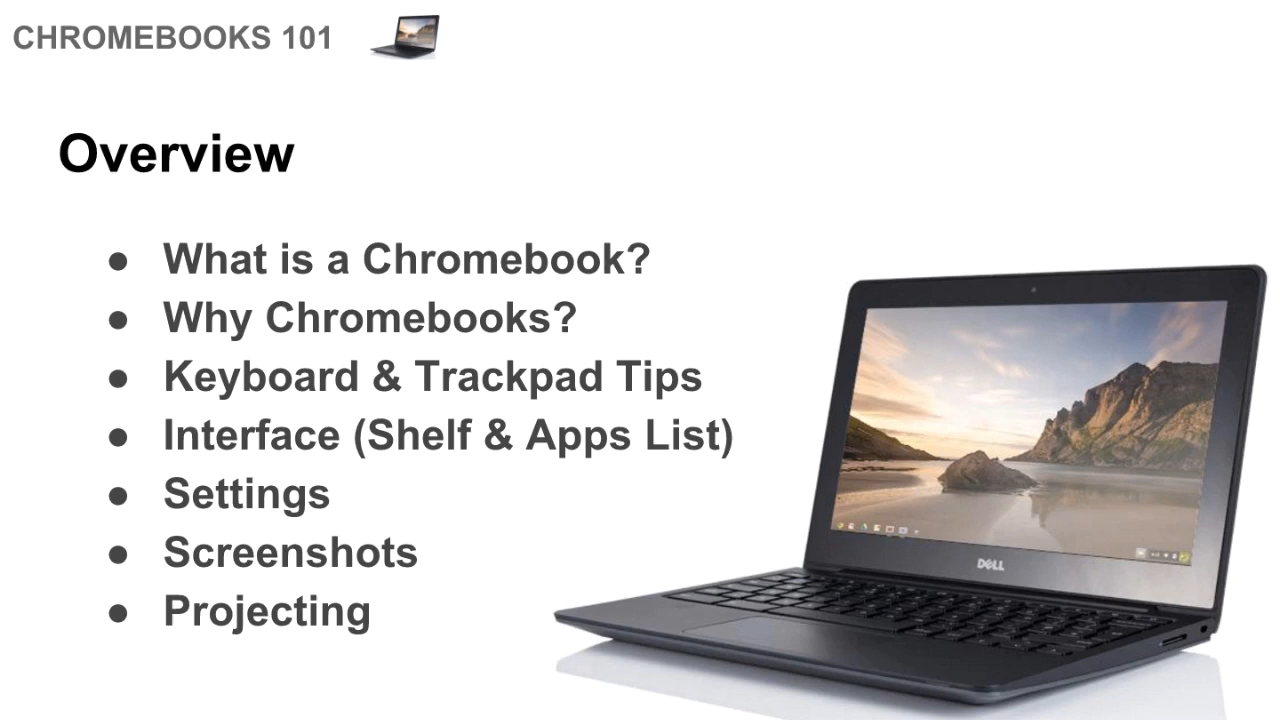 CHROMEBOOKS 101
Overview
● What is a Chromebook?
● Why Chromebooks?
● Keyboard & Trackpad Tips
● Interface (Shelf & Apps List)
● Settings
● Screenshots
● Projecting
DELL